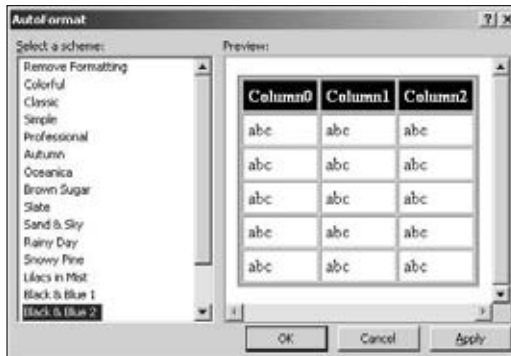 AutoFormat
Select a scheme: Preview:
Remove Formatting
Colorful
Classic
Simple
Professional
Autumn
Oceanica
Brown Sugar
Slate
Sand & Sky
Rainy Day
Snowy Pine
Lilacs in Mist
Black & Blue 1
Black & Blue 2
Column0 Column1 Column2
abc abc abc
abc abc abc
abc abc abc
abc abc abc
abc abc abc
OK Cancel Apply